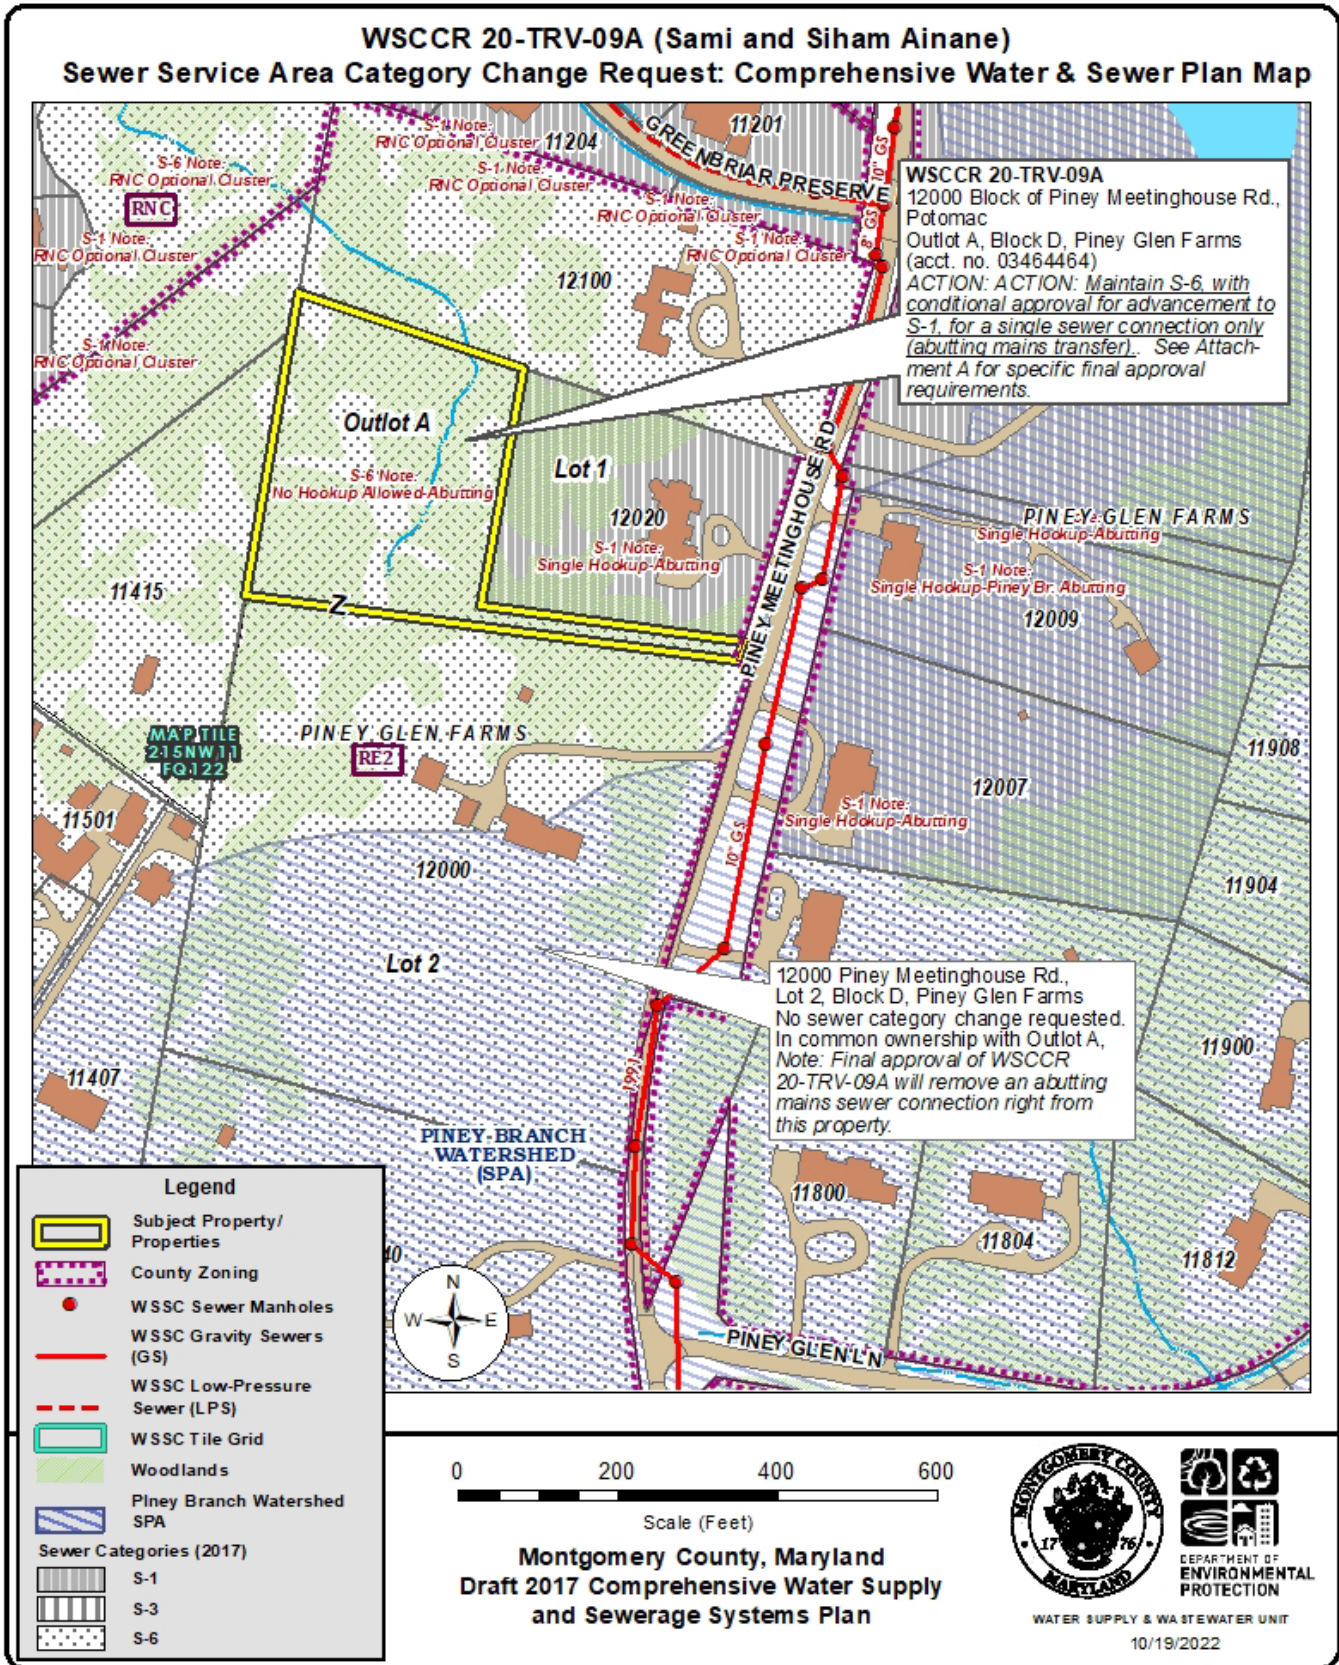 WSCCR 20-TRV-09A (Sami and Siham Ainane)
Sewer Service Area Category Change Request: Comprehensive Water & Sewer Plan Map
S-1 Note:
RNC Optional Cluster
11204
GREENBRIAR PRESERVE
11201
10" GS
S-6 Note:
RNC Optional Cluster
S-1 Note:
RNC Optional Cluster
RNC
S-1 Note:
RNC Optional Cluster
S-1 Note:
RNC Optional Cluster
S-1 Note:
RNC Optional Cluster
8" GS
12100
S-1 Note:
RNC Optional Cluster
WSCCR 20-TRV-09A
12000 Block of Piney Meetinghouse Rd.,
Potomac
Outlot A, Block D, Piney Glen Farms
(acct. no. 03464464)
ACTION: ACTION: Maintain S-6, with
conditional approval for advancement to
S-1, for a single sewer connection only
(abutting mains transfer).. See Attach-
ment A for specific final approval
requirements.
Outlot A
S-6 Note:
No Hookup Allowed-Abutting
Lot 1
12020
S-1 Note:
Single Hookup-Abutting
PINEY MEETINGHOUSE RD
PINEY GLEN FARMS
Single Hookup-Abutting
S-1 Note:
Single Hookup-Piney Br. Abutting
12009
11415
Z
MAP TILE
215NW11
FQ122
PINEY GLEN FARMS
RE2
11908
12007
S-1 Note:
Single Hookup-Abutting
10" GS
11501
12000
11904
Lot 2
12000 Piney Meetinghouse Rd.,
Lot 2, Block D, Piney Glen Farms
No sewer category change requested.
In common ownership with Outlot A,
Note: Final approval of WSCCR
20-TRV-09A will remove an abutting
mains sewer connection right from
this property.
11900
11407
1991
PINEY BRANCH
WATERSHED
(SPA)
11800
11804
11812
40
N
W E
S
PINEY GLEN LN
Legend
Subject Property/
Properties
County Zoning
WSSC Sewer Manholes
WSSC Gravity Sewers
(GS)
WSSC Low-Pressure
Sewer (LPS)
WSSC Tile Grid
Woodlands
PIney Branch Watershed
SPA
Sewer Categories (2017)
S-1
S-3
S-6
0 200 400 600
Scale (Feet)
Montgomery County, Maryland
Draft 2017 Comprehensive Water Supply
and Sewerage Systems Plan
MONTGOMERY COUNTY
17 76
MARYLAND
DEPARTMENT OF
ENVIRONMENTAL
PROTECTION
WATER SUPPLY & WASTEWATER UNIT
10/19/2022